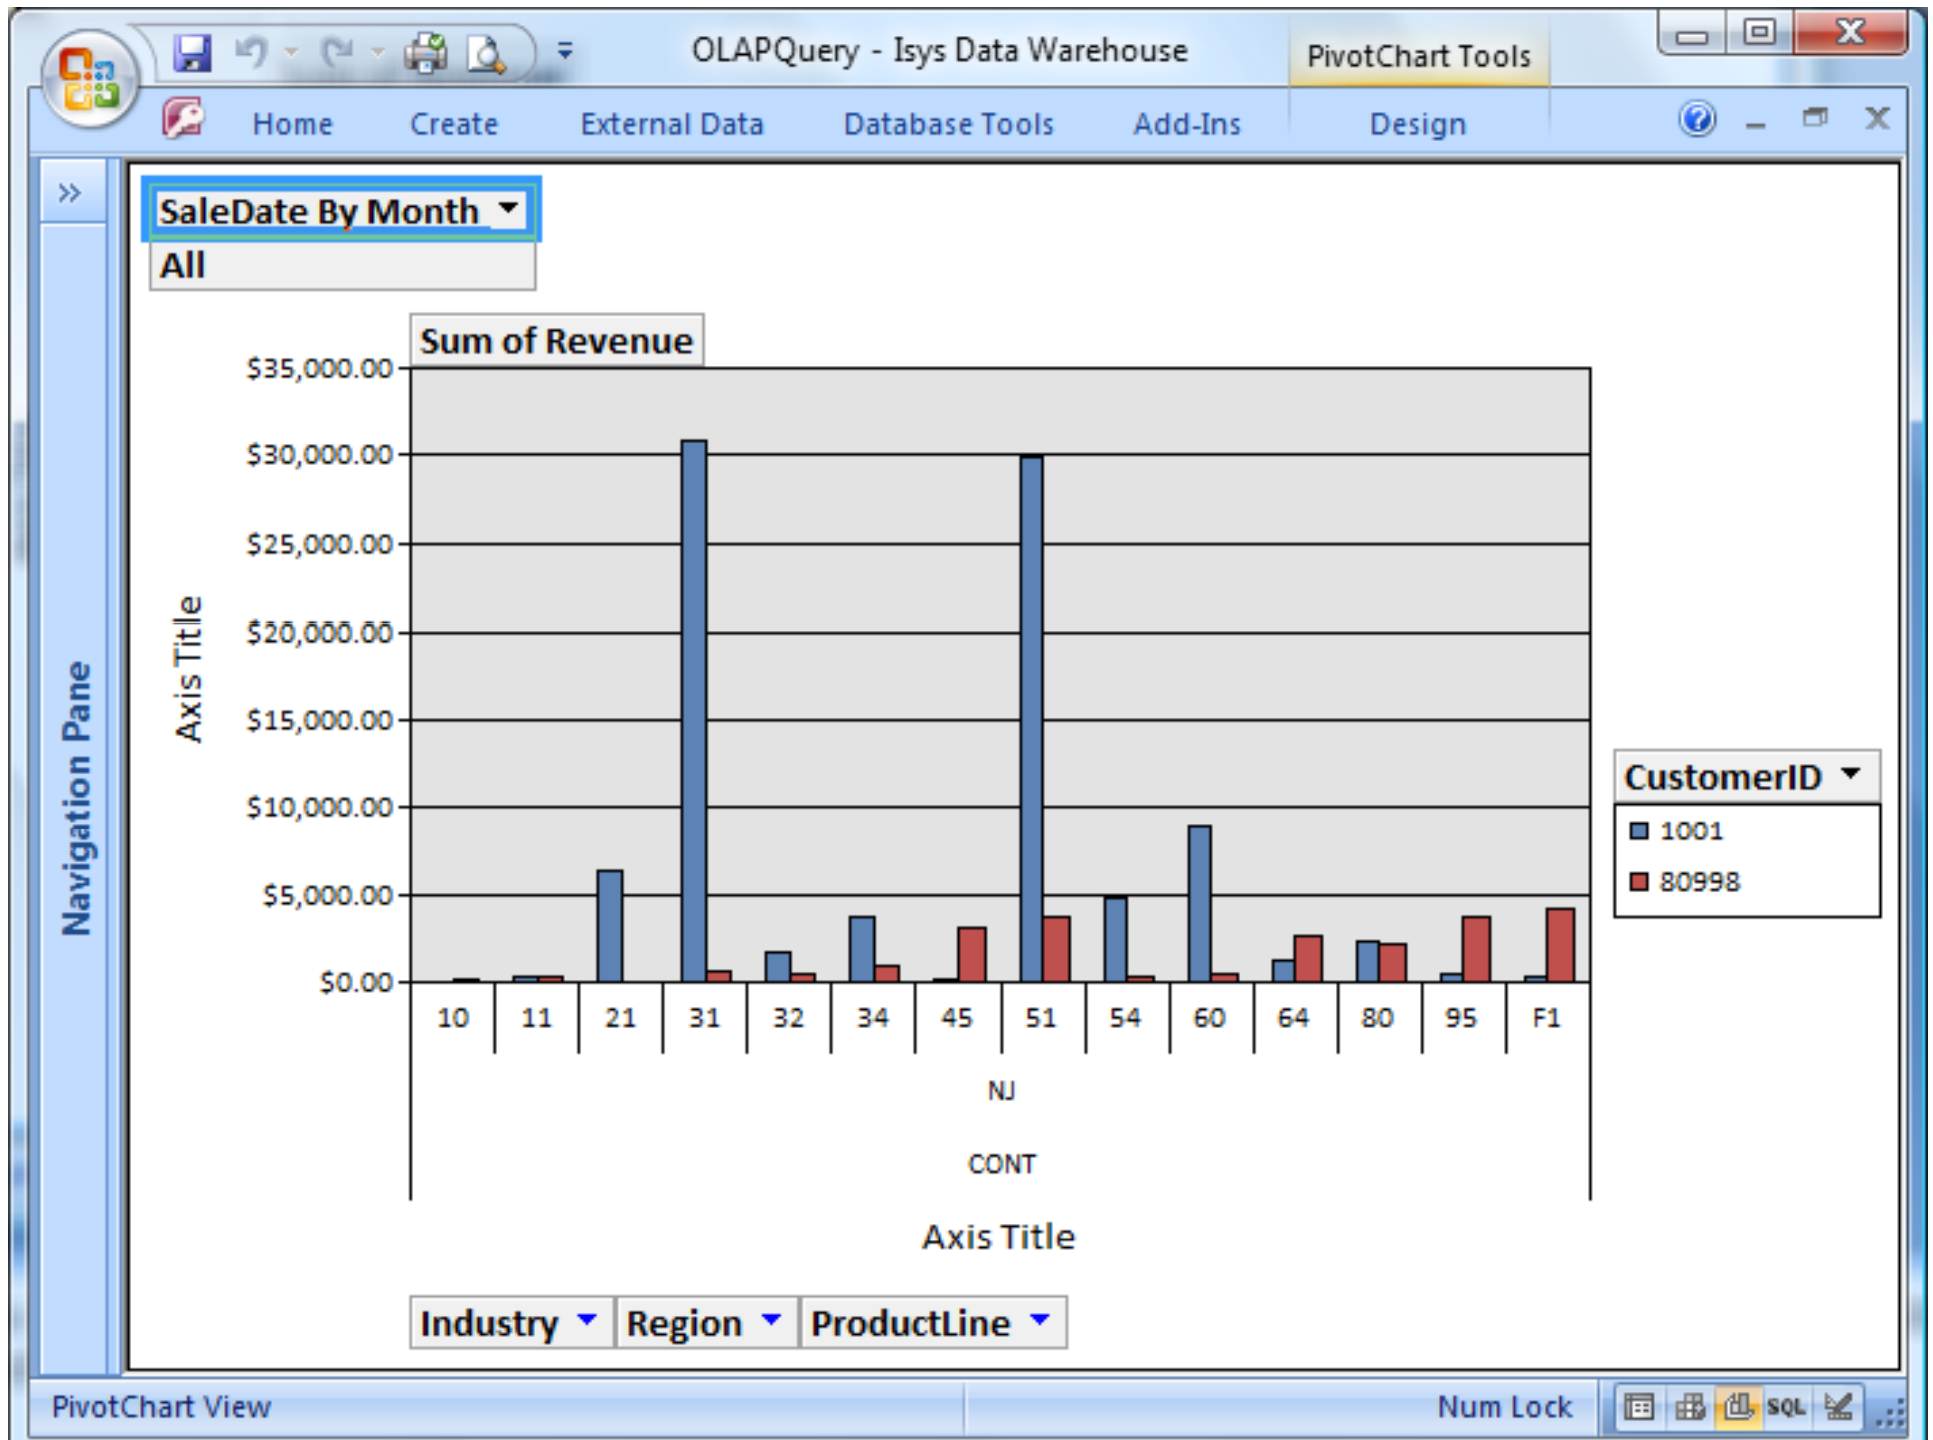 OLAPQuery - Isys Data Warehouse
PivotChart Tools
Home Create External Data Database Tools Add-Ins Design
SaleDate By Month
All
Sum of Revenue
$35,000.00
$30,000.00
$25,000.00
$20,000.00
$15,000.00
$10,000.00
$5,000.00
$0.00
Axis Title
Navigation Pane
10 11 21 31 32 34 45 51 54 60 64 80 95 F1
NJ
CONT
Axis Title
CustomerID
1001
80998
Industry Region ProductLine
PivotChart View
Num Lock
SQL